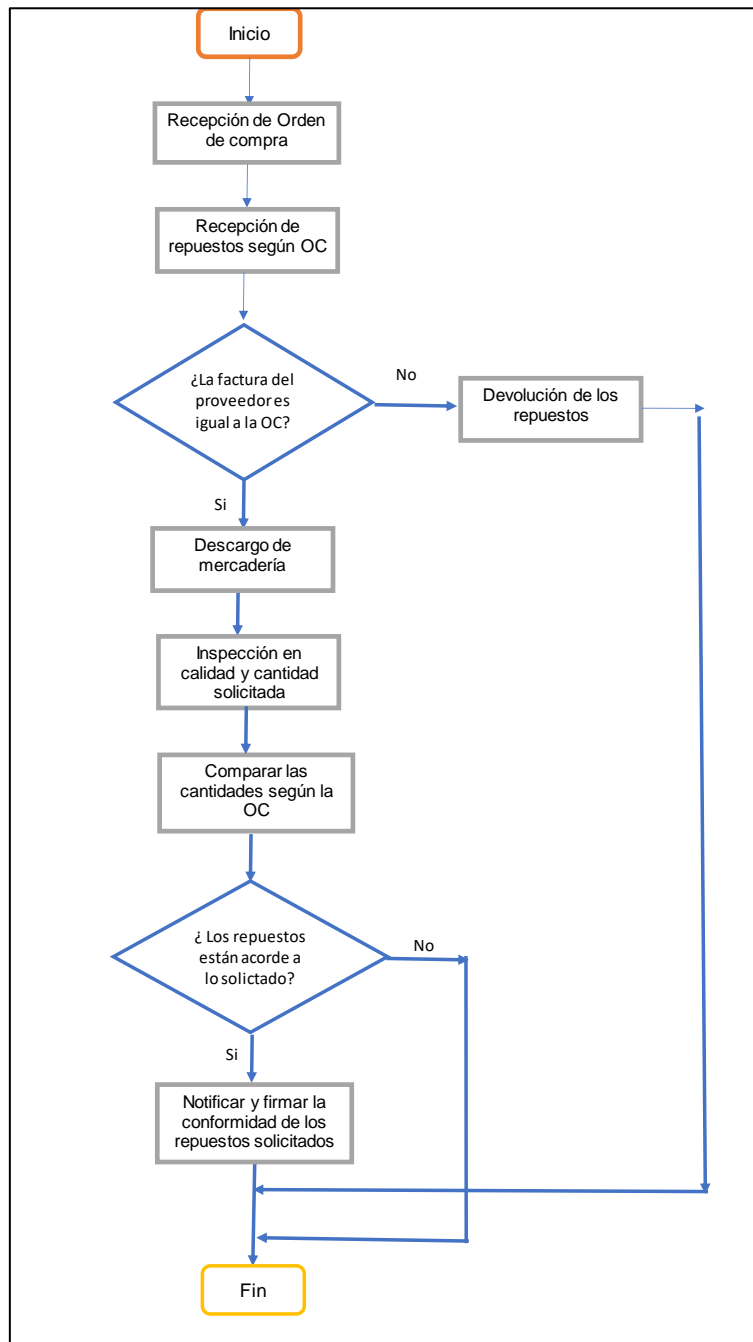 Inicio
Recepción de Orden
de compra
Recepción de
repuestos según OC
¿La factura del
proveedor es
igual a la OC?
No
Devolución de los
repuestos
Si
Descargo de
mercadería
Inspección en
calidad y cantidad
solicitada
Comparar las
cantidades según la
OC
¿ Los repuestos
están acorde a
lo solictado?
No
Si
Notificar y firmar la
conformidad de los
repuestos solicitados
Fin